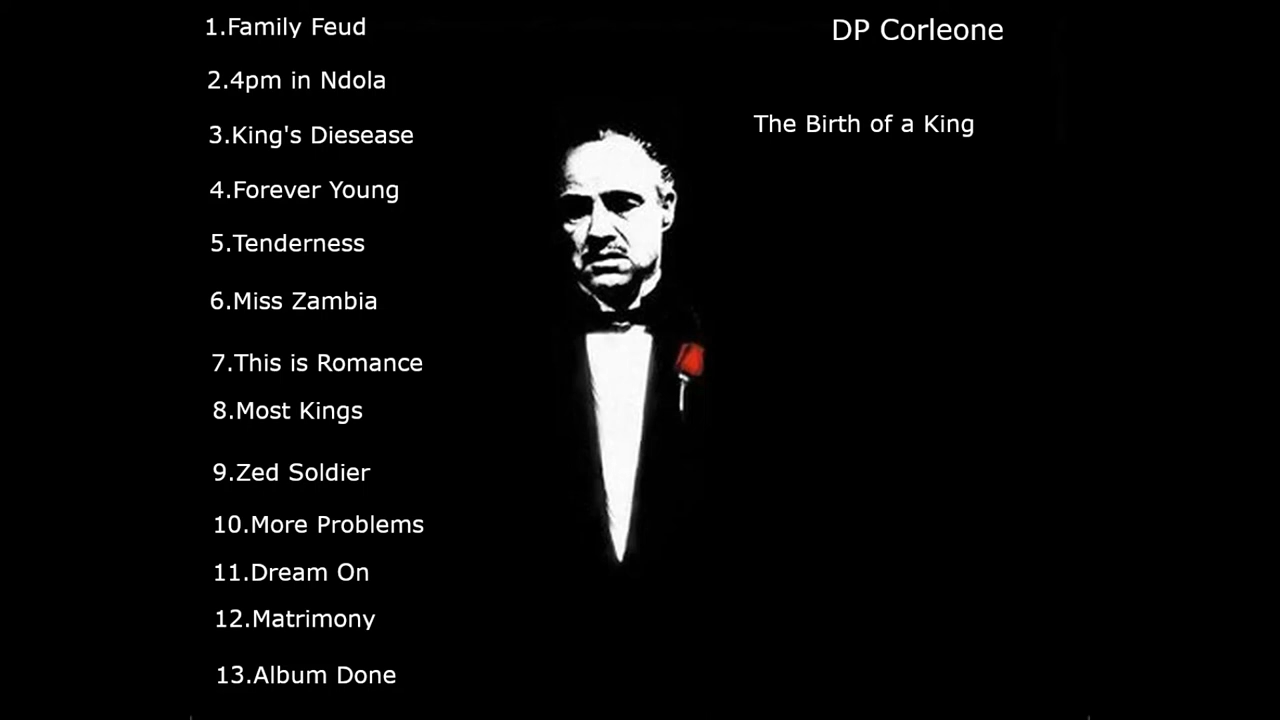 1.Family Feud
2.4pm in Ndola
3.King's Diesease
4.Forever Young
5.Tenderness
6.Miss Zambia
7.This is Romance
8.Most Kings
9.Zed Soldier
10.More Problems
11.Dream On
12.Matrimony
13.Album Done
DP Corleone
The Birth of a King